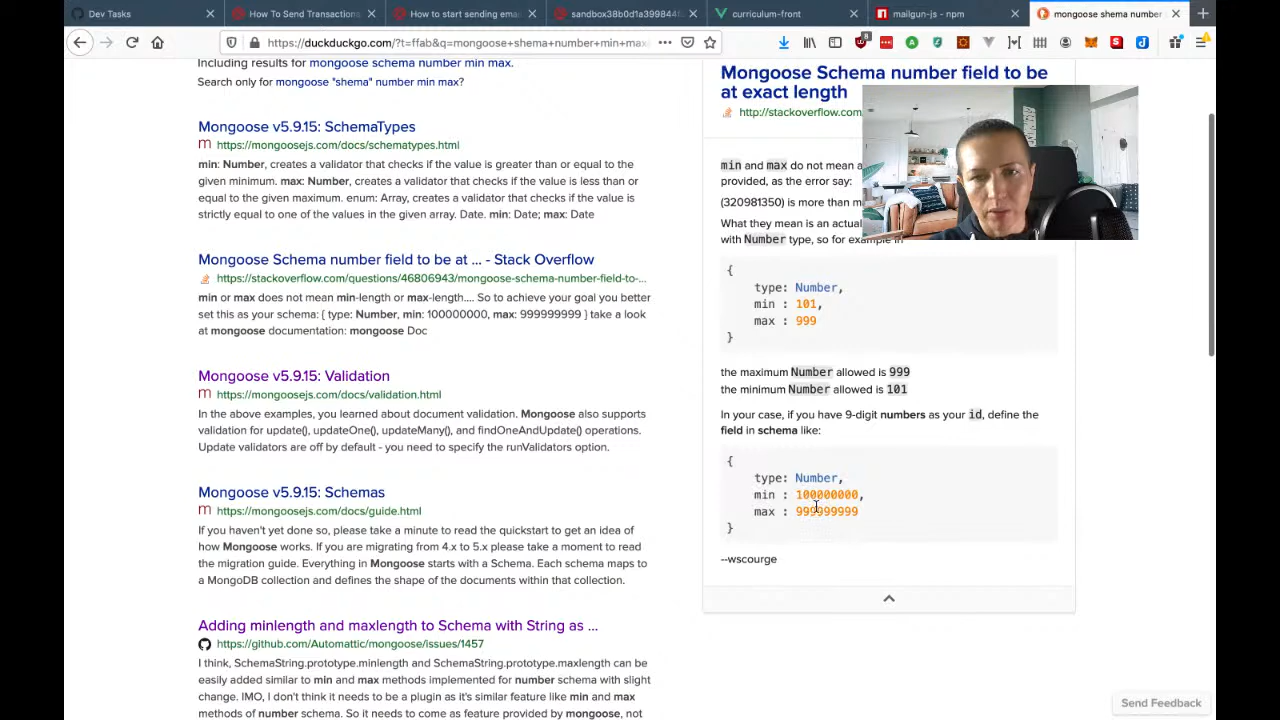 Dev Tasks
How To Send Transactiona
How to start sending emai
sandbox38b0d1a399844f
curriculum-front
mailgun-js - npm
mongoose shema number
https://duckduckgo.com/?t=ffab&q=mongoose+shema+number+min+max
8
Including results for mongoose schema number min max.
Search only for mongoose "shema" number min max?
Mongoose v5.9.15: SchemaTypes
https://mongoosejs.com/docs/schematypes.html
min: Number, creates a validator that checks if the value is greater than or equal to the
given minimum. max: Number, creates a validator that checks if the value is less than or
equal to the given maximum. enum: Array, creates a validator that checks if the value is
strictly equal to one of the values in the given array. Date. min: Date; max: Date
Mongoose Schema number field to be at ... - Stack Overflow
https://stackoverflow.com/questions/46806943/mongoose-schema-number-field-to-...
min or max does not mean min-length or max-length.... So to achieve your goal you better
set this as your schema: { type: Number, min: 100000000, max: 999999999 } take a look
at mongoose documentation: mongoose Doc
Mongoose v5.9.15: Validation
https://mongoosejs.com/docs/validation.html
In the above examples, you learned about document validation. Mongoose also supports
validation for update(), updateOne(), updateMany(), and findOneAndUpdate() operations.
Update validators are off by default - you need to specify the runValidators option.
Mongoose v5.9.15: Schemas
https://mongoosejs.com/docs/guide.html
If you haven't yet done so, please take a minute to read the quickstart to get an idea of
how Mongoose works. If you are migrating from 4.x to 5.x please take a moment to read
the migration guide. Everything in Mongoose starts with a Schema. Each schema maps to
a MongoDB collection and defines the shape of the documents within that collection.
Adding minlength and maxlength to Schema with String as ...
https://github.com/Automattic/mongoose/issues/1457
I think, SchemaString.prototype.minlength and SchemaString.prototype.maxlength can be
easily added similar to min and max methods implemented for number schema with slight
change. IMO, I don't think it needs to be a plugin as it's similar feature like min and max
methods of number schema. So it needs to come as feature provided by mongoose, not
Mongoose Schema number field to be
at exact length
http://stackoverflow.com
min and max do not mean a
provided, as the error say:
(320981350) is more than m
What they mean is an actual
with Number type, so for example in
{
type: Number,
min : 101,
max : 999
}
the maximum Number allowed is 999
the minimum Number allowed is 101
In your case, if you have 9-digit numbers as your id, define the
field in schema like:
{
type: Number,
min : 100000000,
max : 999999999
}
--wscourge
Send Feedback